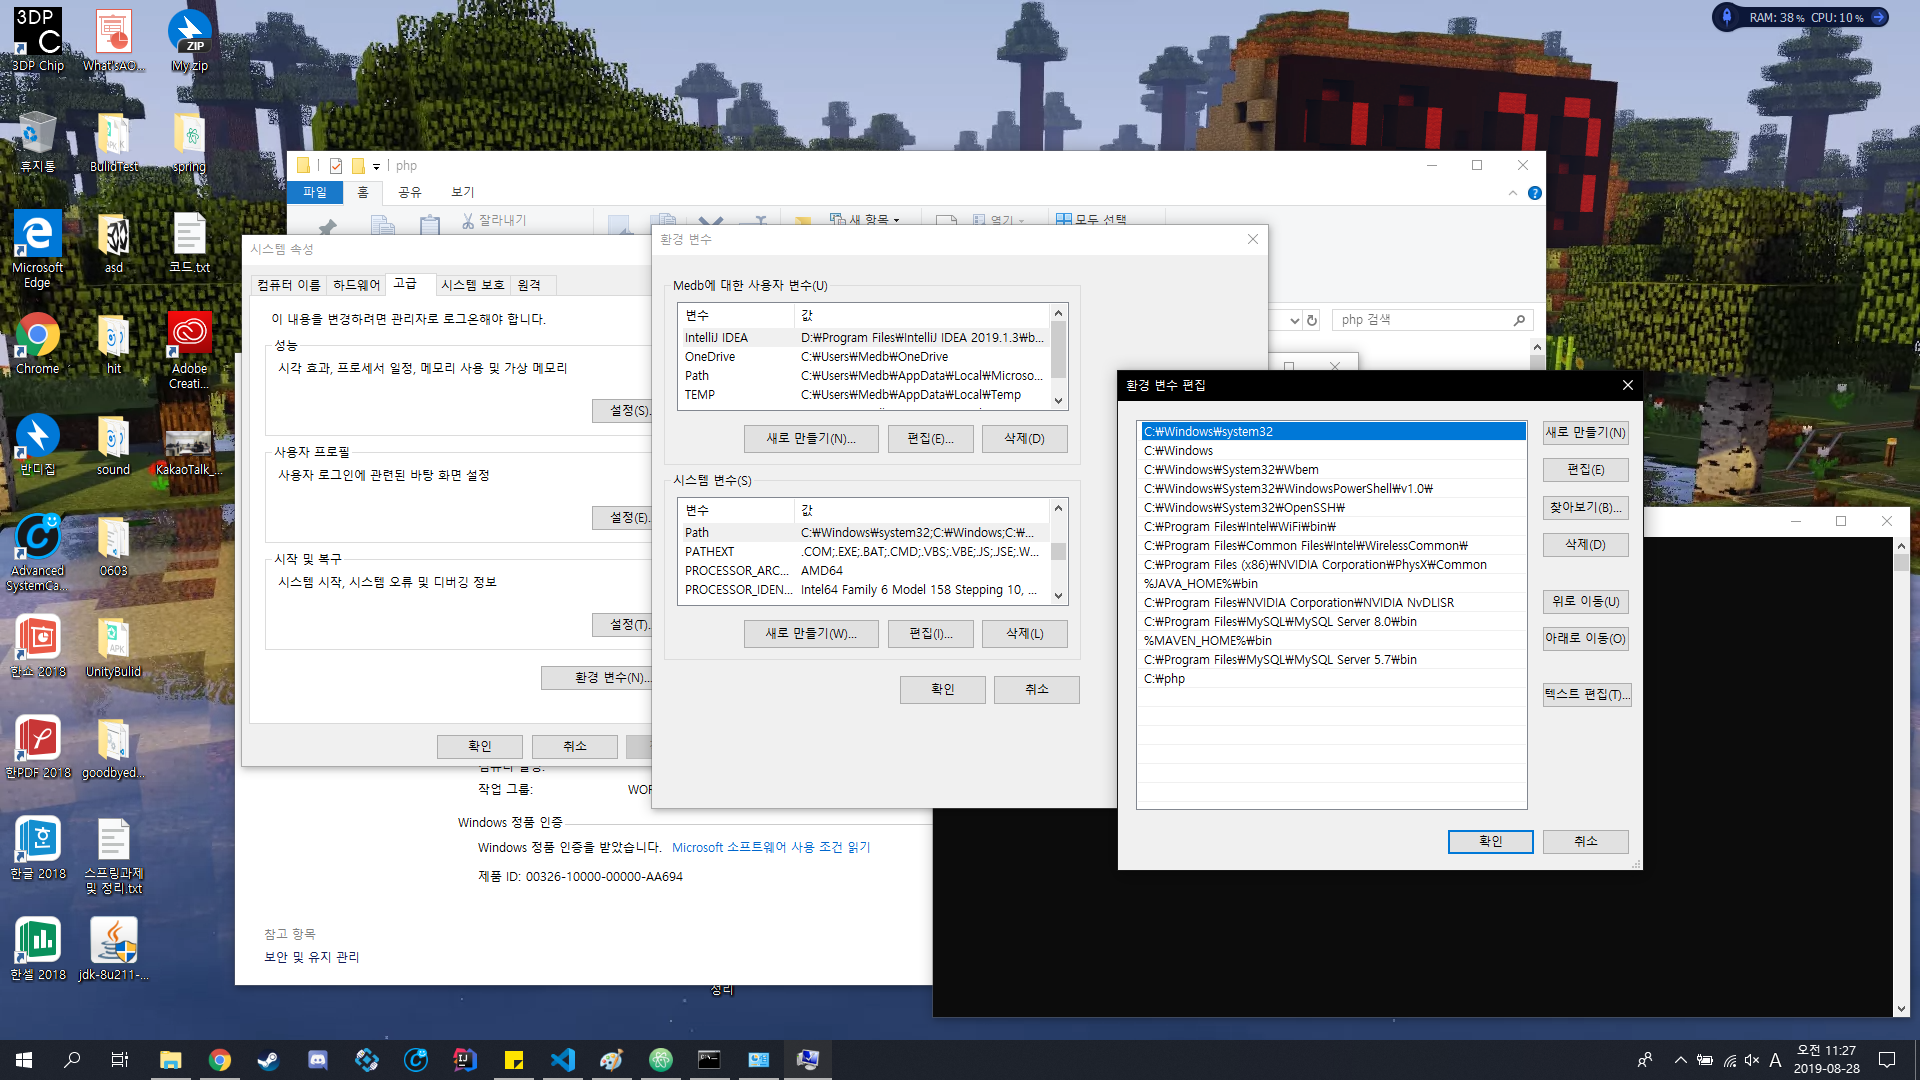 3DP Chip
What'sAC...
My.zip
휴지통
BulidTest
spring
Microsoft Edge
asd
코드.txt
Chrome
hit
Adobe Creati...
반디집
sound
KakaoTalk_...
Advanced SystemCa...
0603
한쇼 2018
UnityBulid
한PDF 2018
goodbyed...
한글 2018
스프링과제 및 정리.txt
한셀 2018
jdk-8u211-...
RAM: 38% CPU: 10%
php
파일 홈 공유 보기
잘라내기
새 항목
열기
모두 선택
php 검색
시스템 속성
컴퓨터 이름 하드웨어 고급 시스템 보호 원격
이 내용을 변경하려면 관리자로 로그온해야 합니다.
성능
시각 효과, 프로세서 일정, 메모리 사용 및 가상 메모리
설정(S)...
사용자 프로필
사용자 로그인에 관련된 바탕 화면 설정
설정(E)...
시작 및 복구
시스템 시작, 시스템 오류 및 디버깅 정보
설정(T)...
환경 변수(N)...
확인 취소
작업 그룹:
Windows 정품 인증
Windows 정품 인증을 받았습니다. Microsoft 소프트웨어 사용 조건 읽기
제품 ID: 00326-10000-00000-AA694
참고 항목
보안 및 유지 관리
정리
환경 변수
Medb에 대한 사용자 변수(U)
변수 값
IntelliJ IDEA D:₩Program Files₩IntelliJ IDEA 2019.1.3₩b...
OneDrive C:₩Users₩Medb₩OneDrive
Path C:₩Users₩Medb₩AppData₩Local₩Microso...
TEMP C:₩Users₩Medb₩AppData₩Local₩Temp
새로 만들기(N)... 편집(E)... 삭제(D)
시스템 변수(S)
변수 값
Path C:₩Windows₩system32;C:₩Windows;C:₩...
PATHEXT .COM;.EXE;.BAT;.CMD;.VBS;.VBE;.JS;.JSE;.W...
PROCESSOR_ARC... AMD64
PROCESSOR_IDEN... Intel64 Family 6 Model 158 Stepping 10, ...
새로 만들기(W)... 편집(I)... 삭제(L)
확인 취소
환경 변수 편집
C:₩Windows₩system32
C:₩Windows
C:₩Windows₩System32₩Wbem
C:₩Windows₩System32₩WindowsPowerShell₩v1.0₩
C:₩Windows₩System32₩OpenSSH₩
C:₩Program Files₩Intel₩WiFi₩bin₩
C:₩Program Files₩Common Files₩Intel₩WirelessCommon₩
C:₩Program Files (x86)₩NVIDIA Corporation₩PhysX₩Common
%JAVA_HOME%₩bin
C:₩Program Files₩NVIDIA Corporation₩NVIDIA NvDLISR
C:₩Program Files₩MySQL₩MySQL Server 8.0₩bin
%MAVEN_HOME%₩bin
C:₩Program Files₩MySQL₩MySQL Server 5.7₩bin
C:₩php
새로 만들기(N)
편집(E)
찾아보기(B)...
삭제(D)
위로 이동(U)
아래로 이동(O)
텍스트 편집(T)...
확인 취소
A
오전 11:27
2019-08-28